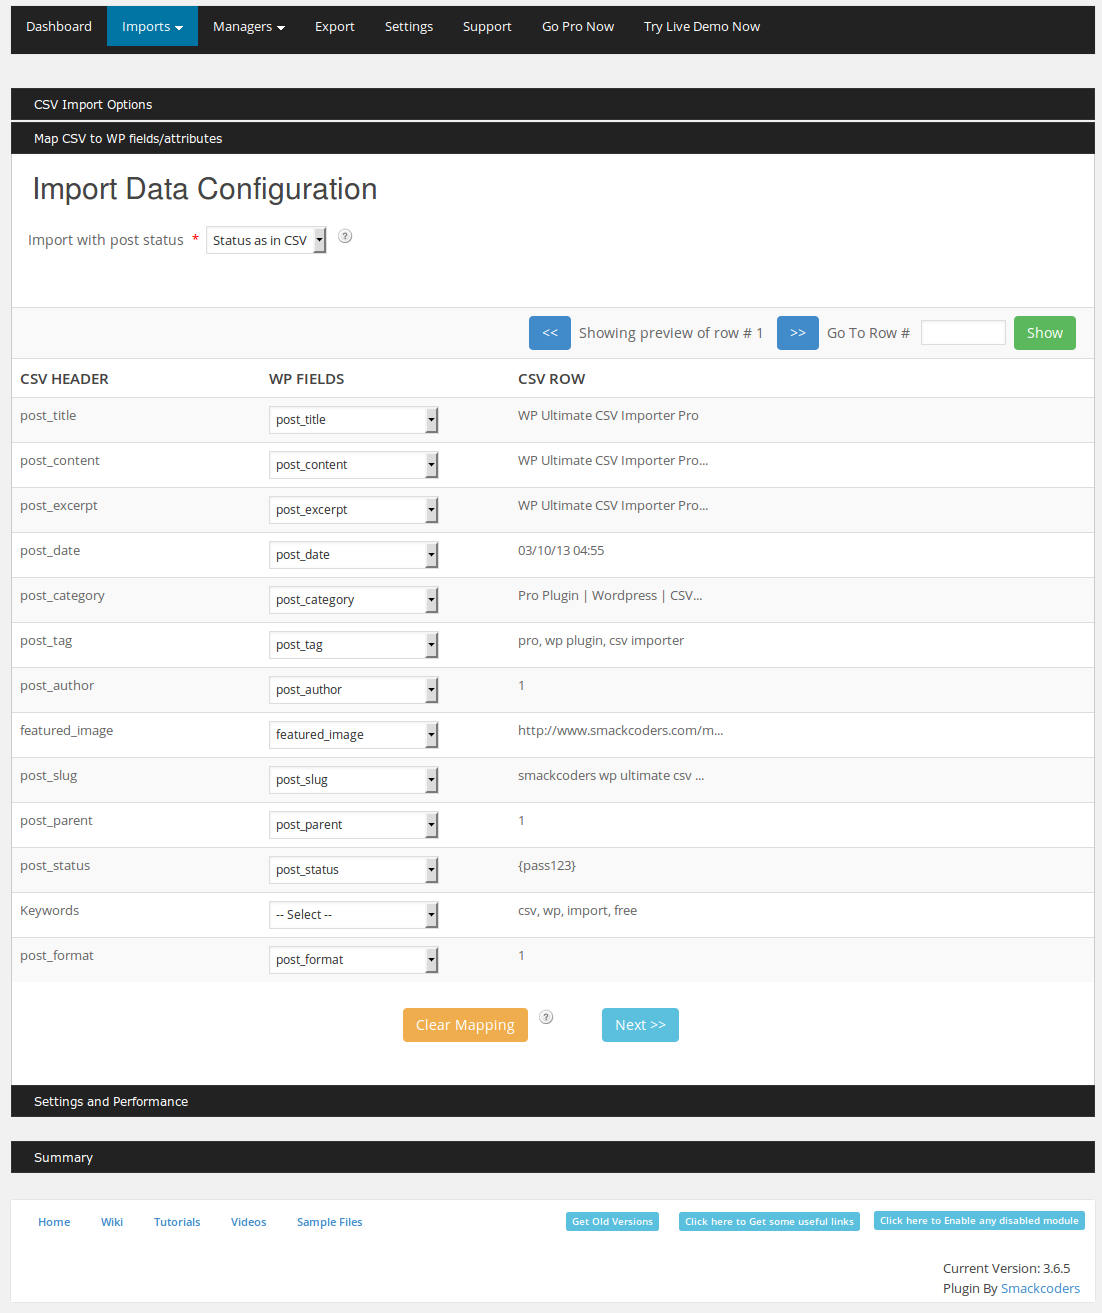 Dashboard Imports Managers Export Settings Support Go Pro Now Try Live Demo Now
CSV Import Options
Map CSV to WP fields/attributes
Import Data Configuration
Import with post status * Status as in CSV ?
<< Showing preview of row # 1 >> Go To Row # Show
CSV HEADER WP FIELDS CSV ROW
post_title post_title WP Ultimate CSV Importer Pro
post_content post_content WP Ultimate CSV Importer Pro...
post_excerpt post_excerpt WP Ultimate CSV Importer Pro...
post_date post_date 03/10/13 04:55
post_category post_category Pro Plugin | Wordpress | CSV...
post_tag post_tag pro, wp plugin, csv importer
post_author post_author 1
featured_image featured_image http://www.smackcoders.com/m...
post_slug post_slug smackcoders wp ultimate csv ...
post_parent post_parent 1
post_status post_status {pass123}
Keywords -- Select -- csv, wp, import, free
post_format post_format 1
Clear Mapping ? Next >>
Settings and Performance
Summary
Home Wiki Tutorials Videos Sample Files Get Old Versions Click here to Get some useful links Click here to Enable any disabled module
Current Version: 3.6.5
Plugin By Smackcoders